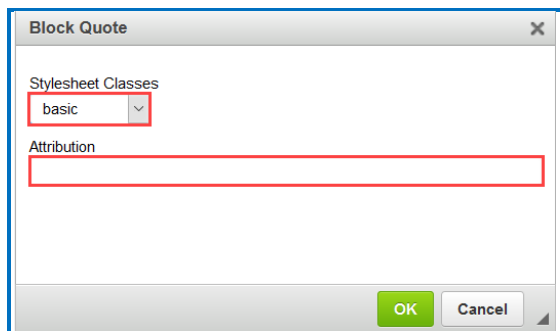 Block Quote
Stylesheet Classes
basic
Attribution
OK Cancel